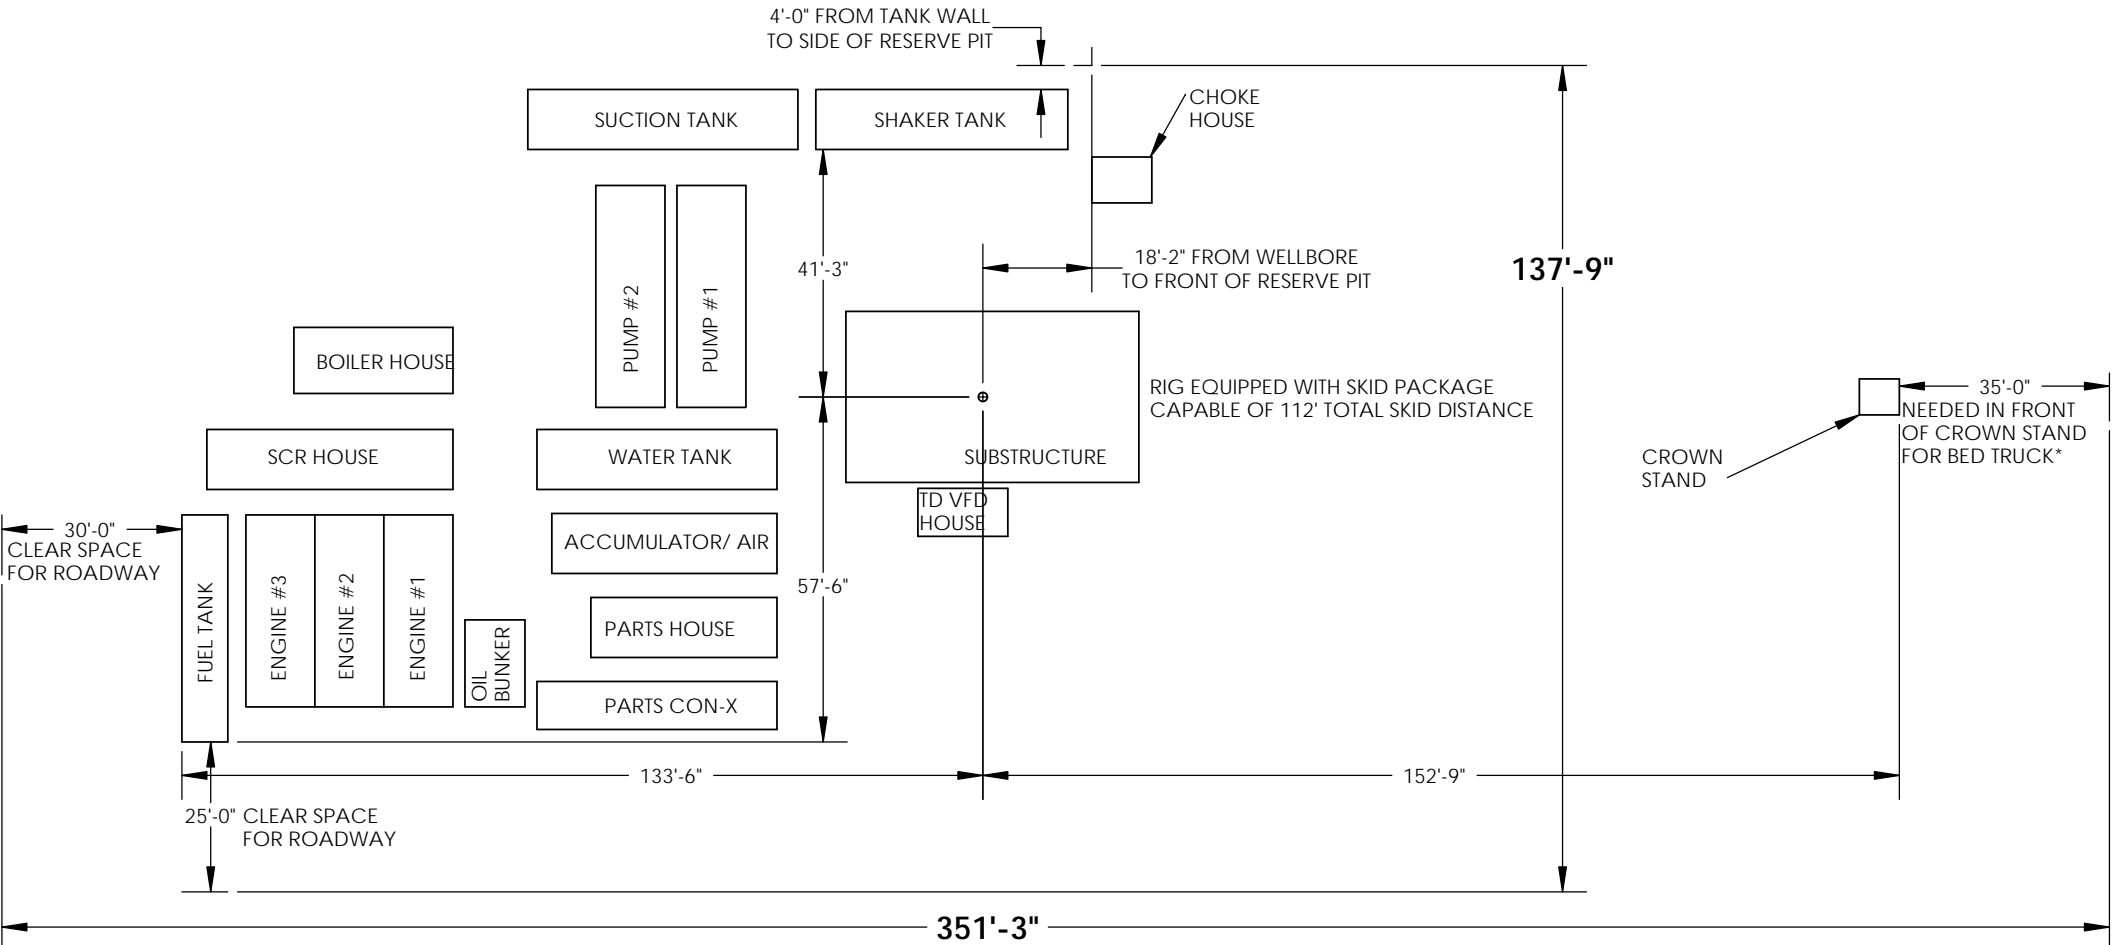 4'-0" FROM TANK WALL
TO SIDE OF RESERVE PIT
SUCTION TANK
SHAKER TANK
CHOKE
HOUSE
41'-3"
18'-2" FROM WELLBORE
TO FRONT OF RESERVE PIT
137'-9"
PUMP #2
PUMP #1
BOILER HOUSE
RIG EQUIPPED WITH SKID PACKAGE
CAPABLE OF 112' TOTAL SKID DISTANCE
35'-0"
NEEDED IN FRONT
OF CROWN STAND
FOR BED TRUCK*
CROWN
STAND
SCR HOUSE
WATER TANK
SUBSTRUCTURE
TD VFD
HOUSE
30'-0"
CLEAR SPACE
FOR ROADWAY
ACCUMULATOR/ AIR
57'-6"
FUEL TANK
ENGINE #3
ENGINE #2
ENGINE #1
OIL
BUNKER
PARTS HOUSE
PARTS CON-X
133'-6"
152'-9"
25'-0" CLEAR SPACE
FOR ROADWAY
351'-3"